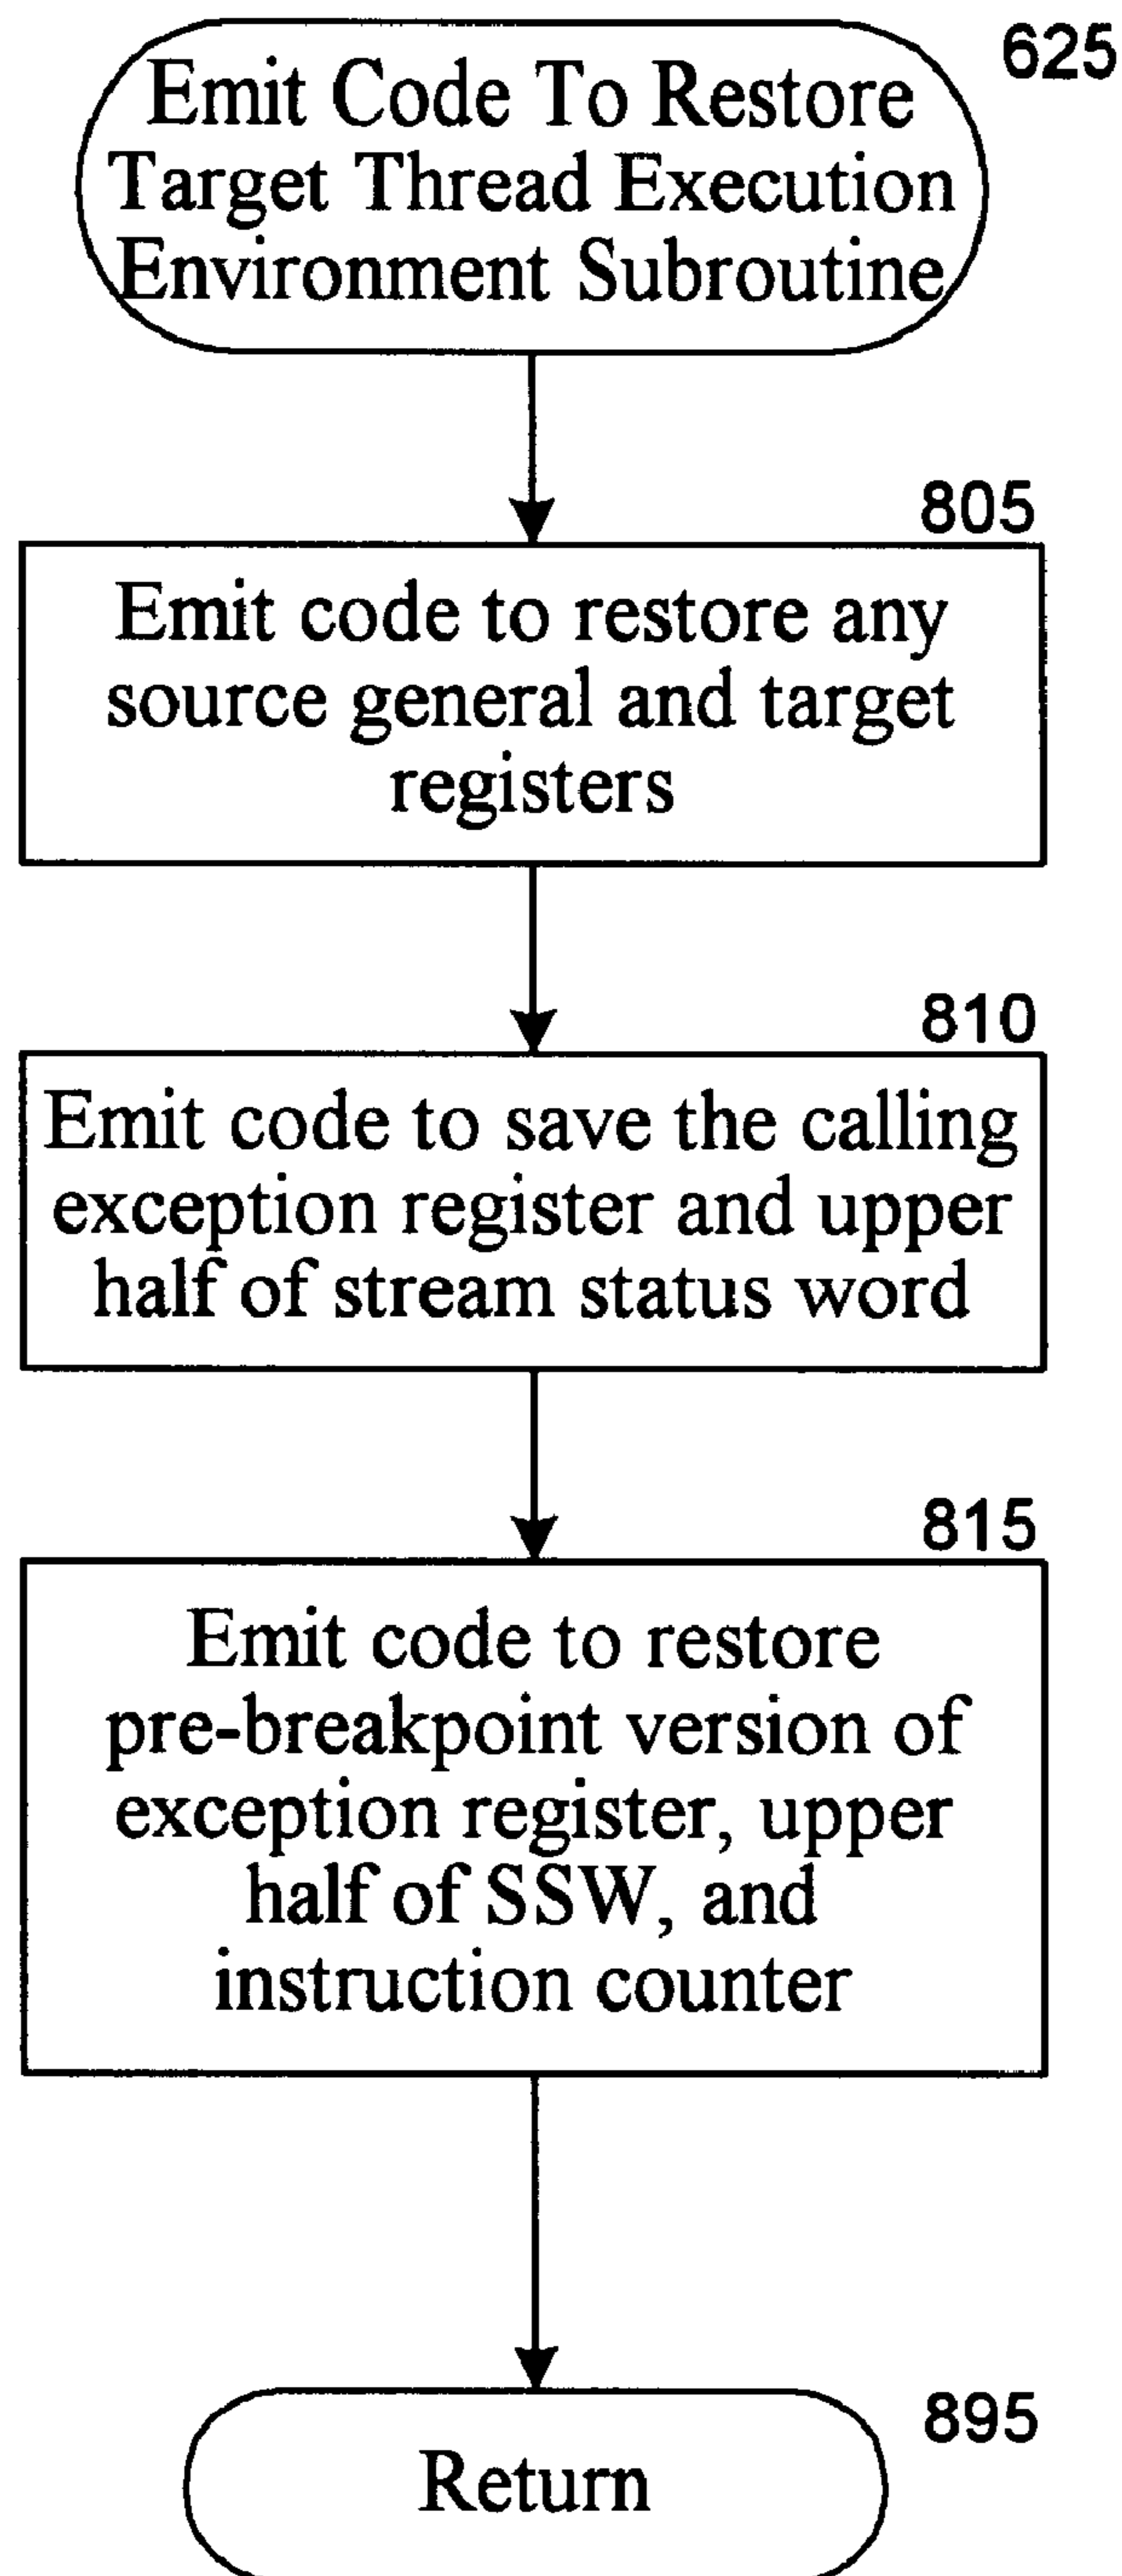 625
Emit Code To Restore
Target Thread Execution
Environment Subroutine
805
Emit code to restore any
source general and target
registers
810
Emit code to save the calling
exception register and upper
half of stream status word
815
Emit code to restore
pre-breakpoint version of
exception register, upper
half of SSW, and
instruction counter
895
Return